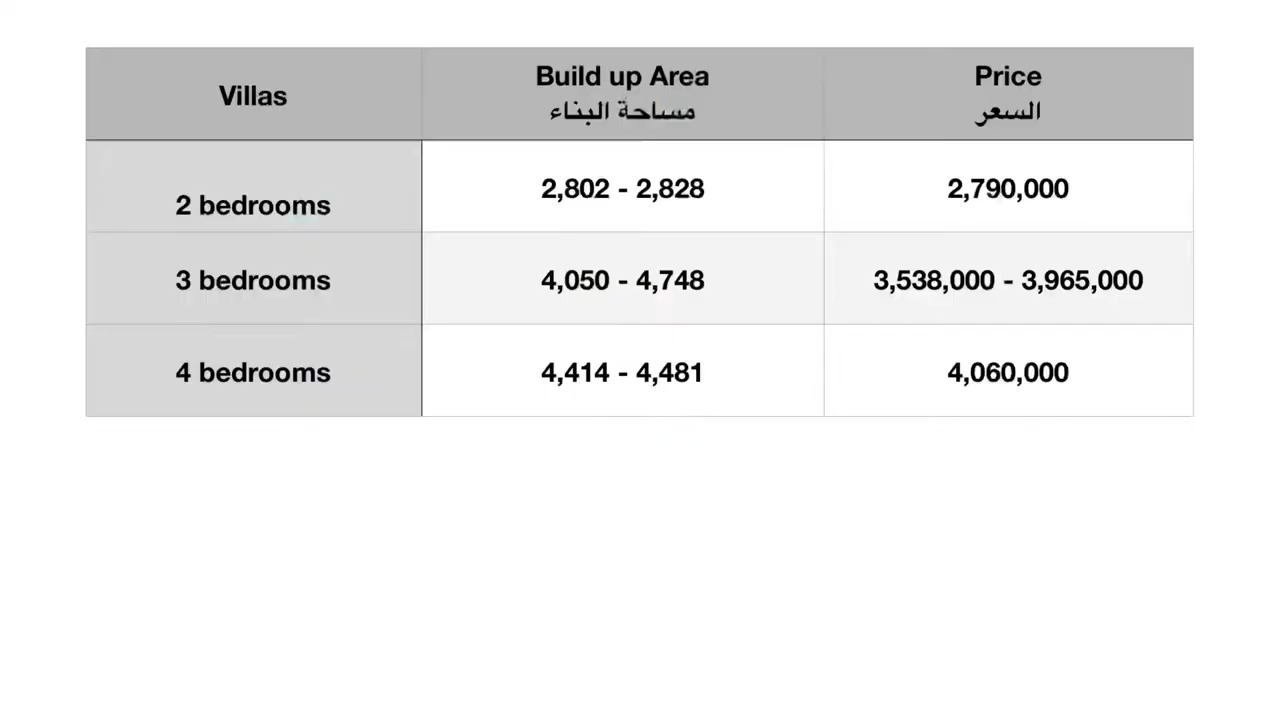 Villas
Build up Area
مساحة البناء
Price
السعر
2 bedrooms
2,802 - 2,828
2,790,000
3 bedrooms
4,050 - 4,748
3,538,000 - 3,965,000
4 bedrooms
4,414 - 4,481
4,060,000